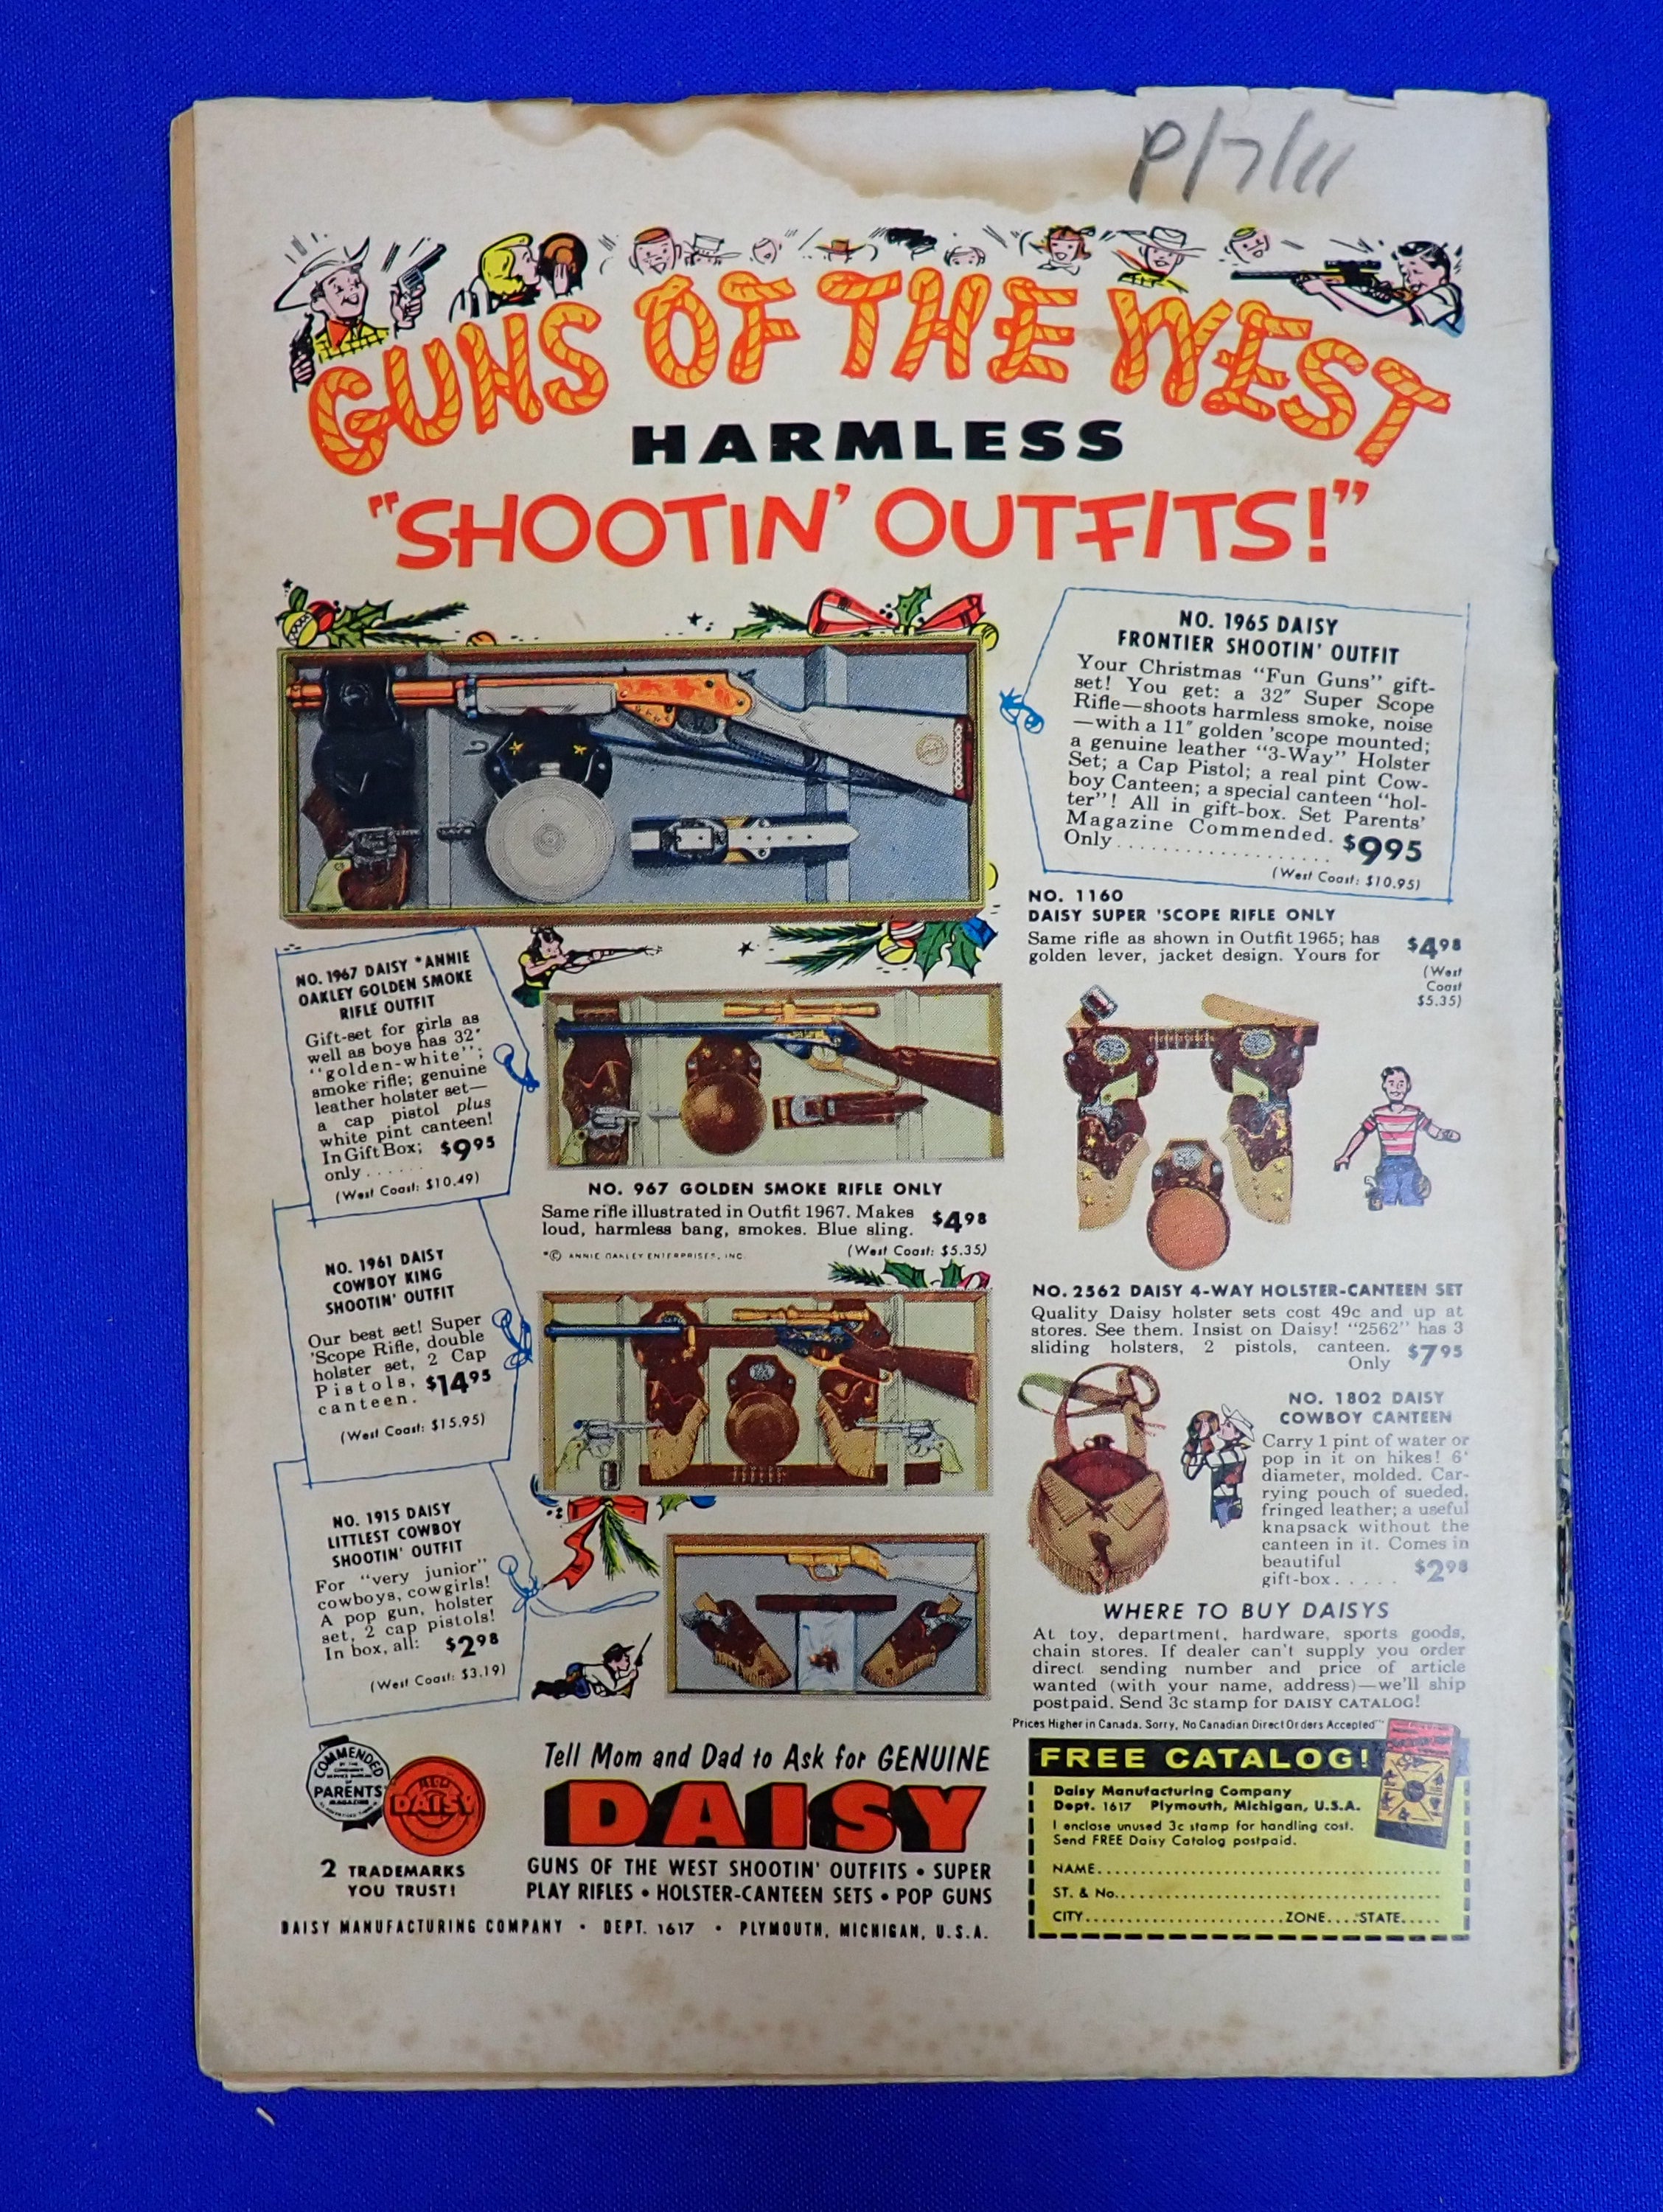 P/7/11
GUNS OF THE WEST
HARMLESS
"SHOOTIN' OUTFITS!"
NO. 1965 DAISY
FRONTIER SHOOTIN' OUTFIT
Your Christmas "Fun Guns" gift-
set! You get: a 32" Super Scope
Rifle—shoots harmless smoke, noise
—with a 11" golden 'scope mounted;
a genuine leather "3-Way" Holster
Set; a Cap Pistol; a real pint Cow-
boy Canteen; a special canteen "hol-
ter"! All in gift-box. Set Parents'
Magazine Commended.
Only.................... $995
(West Coast: $10.95)
NO. 1160
DAISY SUPER 'SCOPE RIFLE ONLY
Same rifle as shown in Outfit 1965; has
golden lever, jacket design. Yours for
$498
(West
Coast
$5.35)
NO. 1967 DAISY *ANNIE
OAKLEY GOLDEN SMOKE
RIFLE OUTFIT
Gift-set for girls as
well as boys has 32"
"golden-white";
smoke rifle; genuine
leather holster set—
a cap pistol plus
white pint canteen!
In Gift Box; $995
only......
(West Coast: $10.49)
NO. 967 GOLDEN SMOKE RIFLE ONLY
Same rifle illustrated in Outfit 1967. Makes
loud, harmless bang, smokes. Blue sling. $498
*© ANNIE OAKLEY ENTERPRISES, INC. (West Coast: $5.35)
NO. 1961 DAISY
COWBOY KING
SHOOTIN' OUTFIT
Our best set! Super
'Scope Rifle, double
holster set, 2 Cap
Pistols, $1495
canteen.
(West Coast: $15.95)
NO. 1915 DAISY
LITTLEST COWBOY
SHOOTIN' OUTFIT
For "very junior"
cowboys, cowgirls!
A pop gun, holster
set, 2 cap pistols!
In box, all: $298
(West Coast: $3.19)
NO. 2562 DAISY 4-WAY HOLSTER-CANTEEN SET
Quality Daisy holster sets cost 49c and up at
stores. See them. Insist on Daisy! "2562" has 3
sliding holsters, 2 pistols, canteen. $795
Only
NO. 1802 DAISY
COWBOY CANTEEN
Carry 1 pint of water or
pop in it on hikes! 6"
diameter, molded. Car-
rying pouch of sueded,
fringed leather; a useful
knapsack without the
canteen in it. Comes in
beautiful
gift-box..... $298
WHERE TO BUY DAISYS
At toy, department, hardware, sports goods,
chain stores. If dealer can't supply you order
direct sending number and price of article
wanted (with your name, address)—we'll ship
postpaid. Send 3c stamp for DAISY CATALOG!
Prices Higher in Canada. Sorry, No Canadian Direct Orders Accepted
COMMENDED
PARENTS'
MAGAZINE
DAISY
2 TRADEMARKS
YOU TRUST!
Tell Mom and Dad to Ask for GENUINE
DAISY
GUNS OF THE WEST SHOOTIN' OUTFITS • SUPER
PLAY RIFLES • HOLSTER-CANTEEN SETS • POP GUNS
DAISY MANUFACTURING COMPANY • DEPT. 1617 • PLYMOUTH, MICHIGAN, U.S.A.
FREE CATALOG!
Daisy Manufacturing Company
Dept. 1617 Plymouth, Michigan, U.S.A.
I enclose unused 3c stamp for handling cost.
Send FREE Daisy Catalog postpaid.
NAME
ST. & No.
CITY ZONE STATE